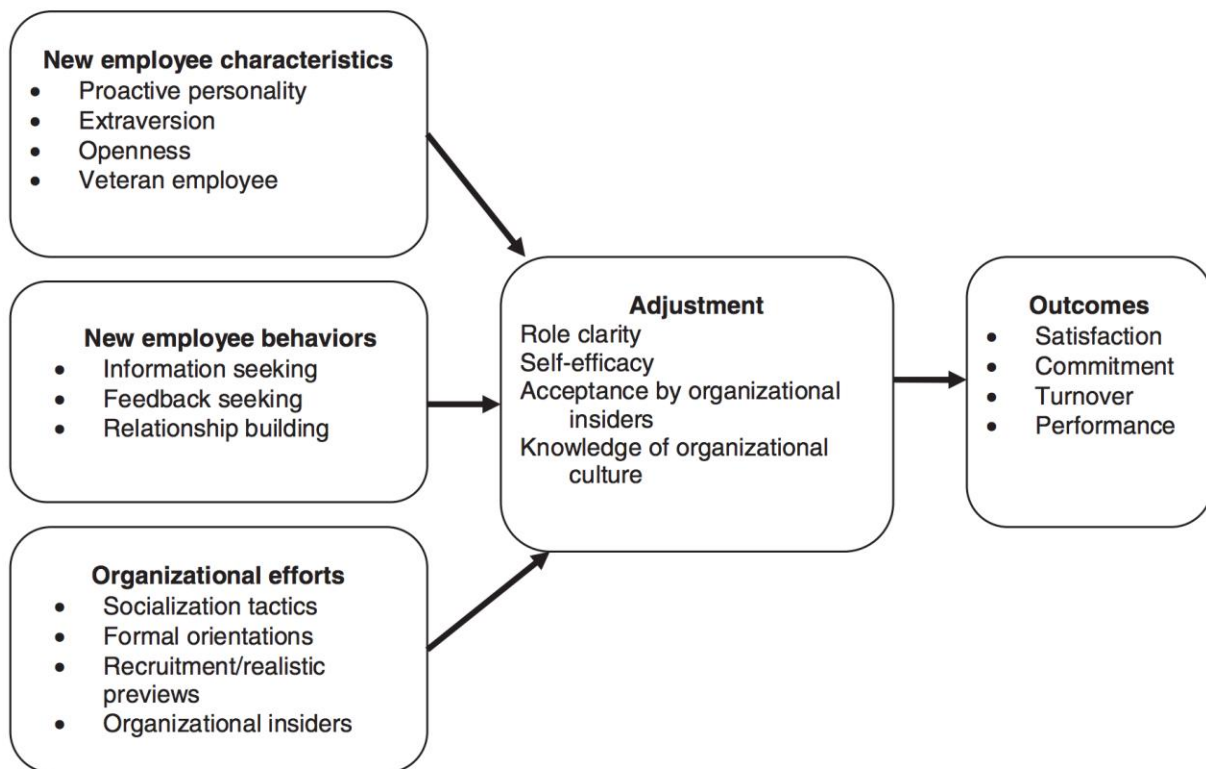 New employee characteristics
• Proactive personality
• Extraversion
• Openness
• Veteran employee
New employee behaviors
• Information seeking
• Feedback seeking
• Relationship building
Organizational efforts
• Socialization tactics
• Formal orientations
• Recruitment/realistic
previews
• Organizational insiders
Adjustment
Role clarity
Self-efficacy
Acceptance by organizational
insiders
Knowledge of organizational
culture
Outcomes
• Satisfaction
• Commitment
• Turnover
• Performance